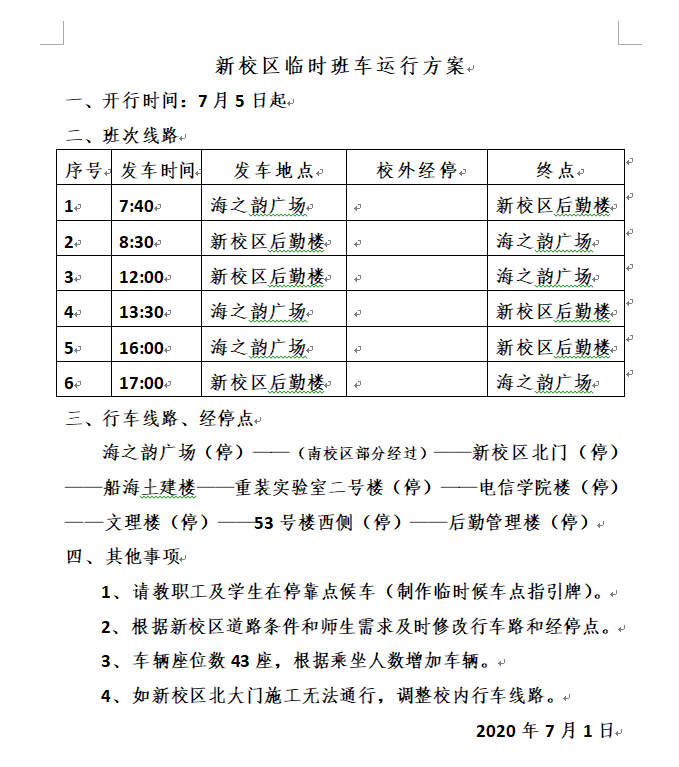 新校区临时班车运行方案
一、开行时间：7月5日起
二、班次线路
序号 发车时间 发车地点 校外经停 终点
1 7:40 海之韵广场 新校区后勤楼
2 8:30 新校区后勤楼 海之韵广场
3 12:00 新校区后勤楼 海之韵广场
4 13:30 海之韵广场 新校区后勤楼
5 16:00 海之韵广场 新校区后勤楼
6 17:00 新校区后勤楼 海之韵广场
三、行车线路、经停点
海之韵广场（停）——（南校区部分经过）——新校区北门（停）
——船海土建楼——重装实验室二号楼（停）——电信学院楼（停）
——文理楼（停）——53号楼西侧（停）——后勤管理楼（停）
四、其他事项
1、请教职工及学生在停靠点候车（制作临时候车点指引牌）。
2、根据新校区道路条件和师生需求及时修改行车路和经停点。
3、车辆座位数43座，根据乘坐人数增加车辆。
4、如新校区北大门施工无法通行，调整校内行车线路。
2020年7月1日